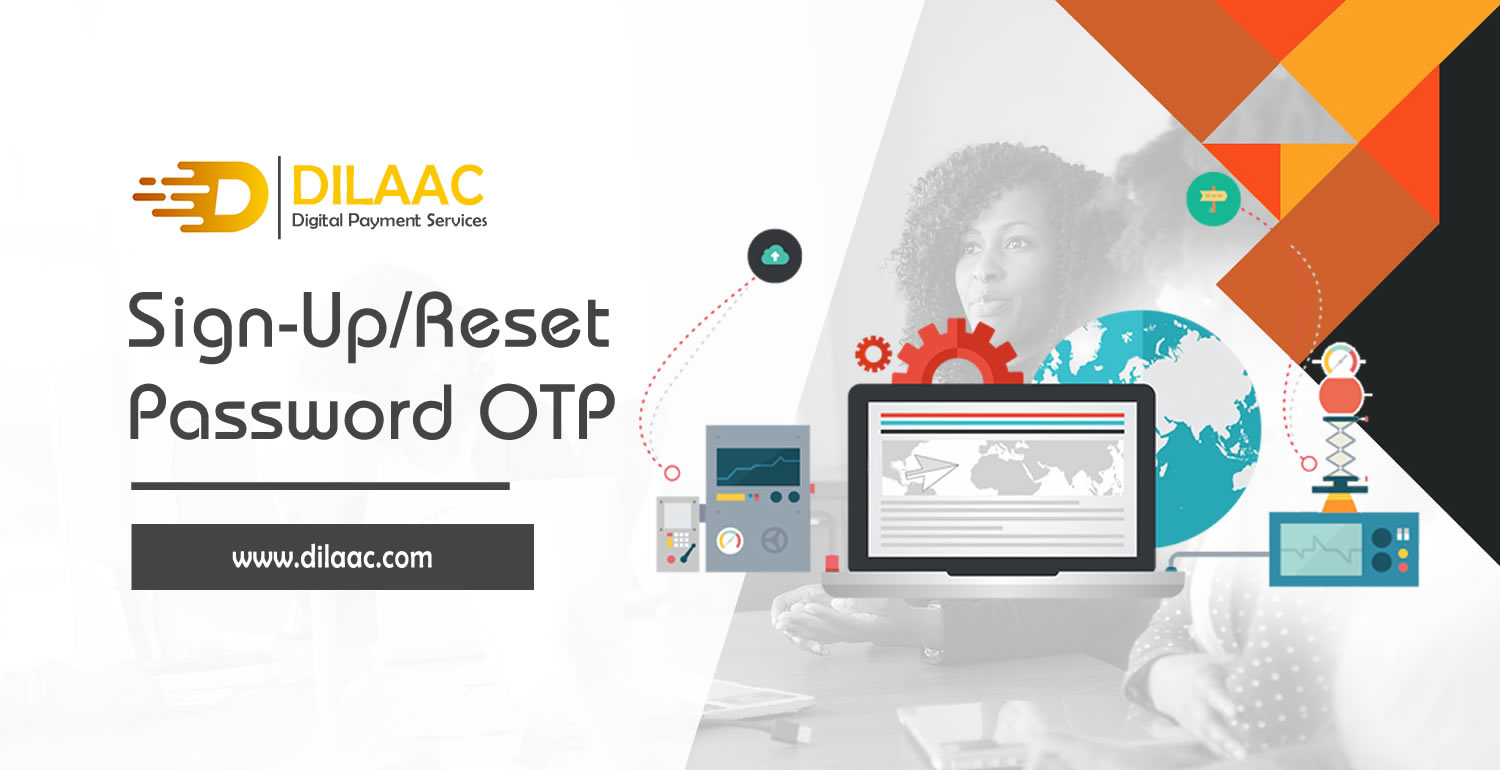 DILAAC
Digital Payment Services
Sign-Up/Reset
Password OTP
www.dilaac.com